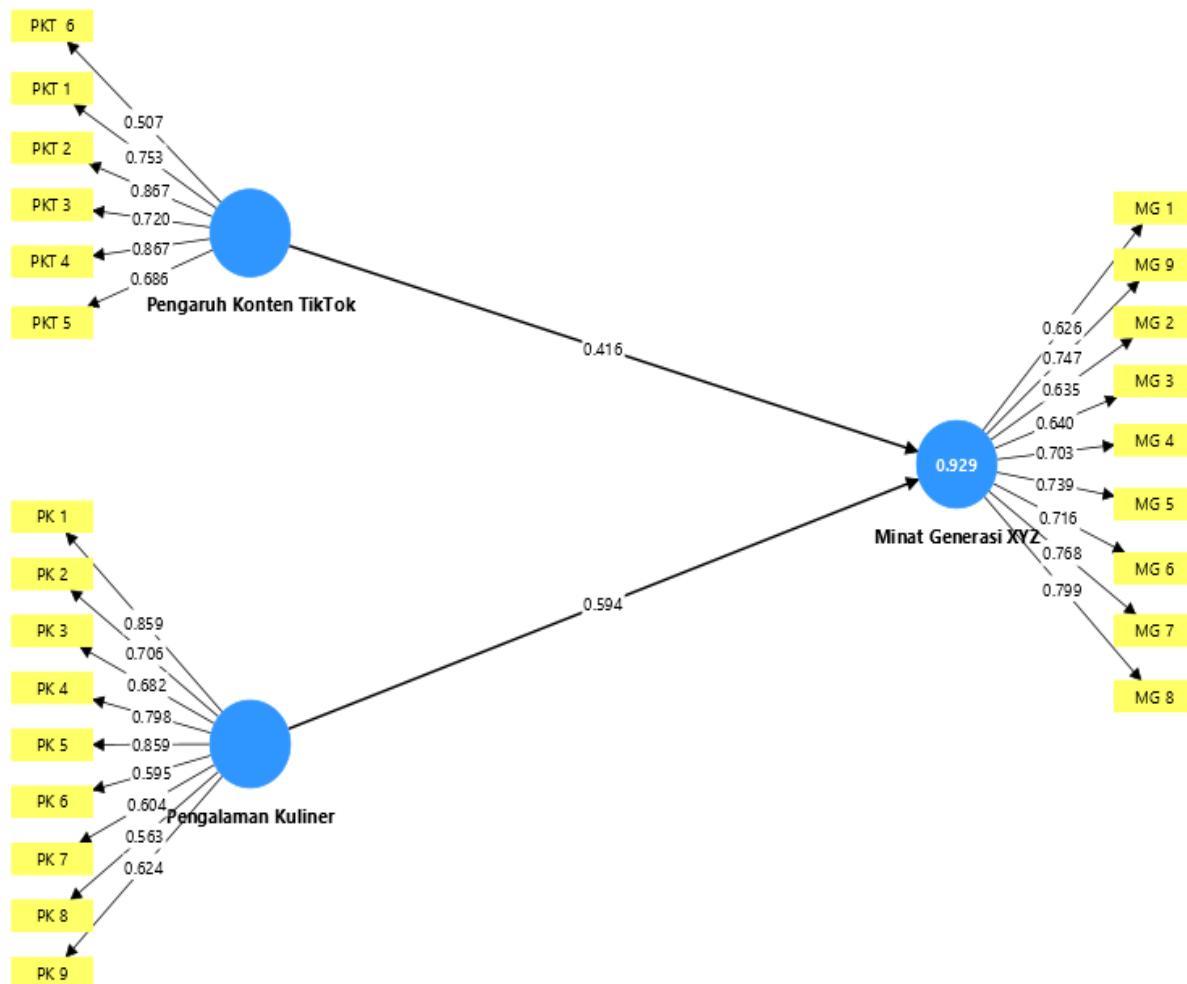 PKT 6
PKT 1
PKT 2
PKT 3
PKT 4
PKT 5
0.507
0.753
0.867
0.720
0.867
0.686
Pengaruh Konten TikTok
0.416
PK 1
PK 2
PK 3
PK 4
PK 5
PK 6
PK 7
PK 8
PK 9
0.859
0.706
0.682
0.798
0.859
0.595
0.604
0.563
0.624
Pengalaman Kuliner
0.594
0.929
Minat Generasi XYZ
0.626
0.747
0.635
0.640
0.703
0.739
0.716
0.768
0.799
MG 1
MG 9
MG 2
MG 3
MG 4
MG 5
MG 6
MG 7
MG 8